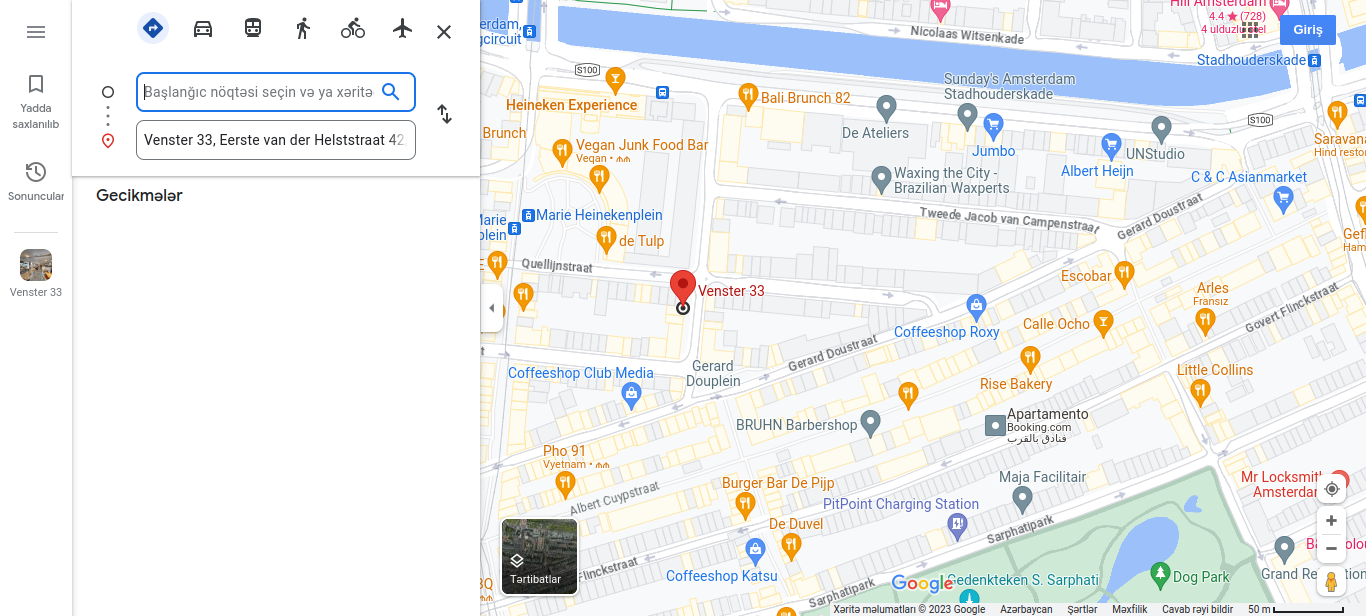 Yadda
saxlanılıb
Sonuncular
Venster 33
Başlanğıc nöqtəsi seçin və ya xəritə
Venster 33, Eerste van der Helststraat 42
Gecikmələr
Giriş
4.4 ★ (728)
4 ulduzlu
Nicolaas Witsenkade
Stadhouderskade
S100
Heineken Experience
Bali Brunch 82
Sunday's Amsterdam
Stadhouderskade
S100
De Ateliers
Brunch
Vegan Junk Food Bar
Vegan
Jumbo
UNStudio
Albert Heijn
Hind
Waxing the City -
Brazilian Waxperts
C & C Asianmarket
Marie Heinekenplein
Marie
plein
Tweede Jacob van Campenstraat
Gerard Doustraat
de Tulp
Quellijnstraat
Escobar
Venster 33
Arles
Fransız
Govert Flinckstraat
Coffeeshop Roxy
Calle Ocho
Gerard Doustraat
Gerard
Douplein
Coffeeshop Club Media
Rise Bakery
Little Collins
Apartamento
Booking.com
فنادق بالقرب
BRUHN Barbershop
Pho 91
Vyetnam
Albert Cuypstraat
Burger Bar De Pijp
Maja Facilitair
Mr Locksmith
Amsterdam
PitPoint Charging Station
De Duvel
Sarphatipark
Sarphatipark
Flinckstraat
Coffeeshop Katsu
Tərtibatlar
Google
Gedenkteken S. Sarphati
Dog Park
Grand
Xəritə məlumatları © 2023 Google Azərbaycan Şərtlər Məxfilik Cavab rəyi bildir 50 m